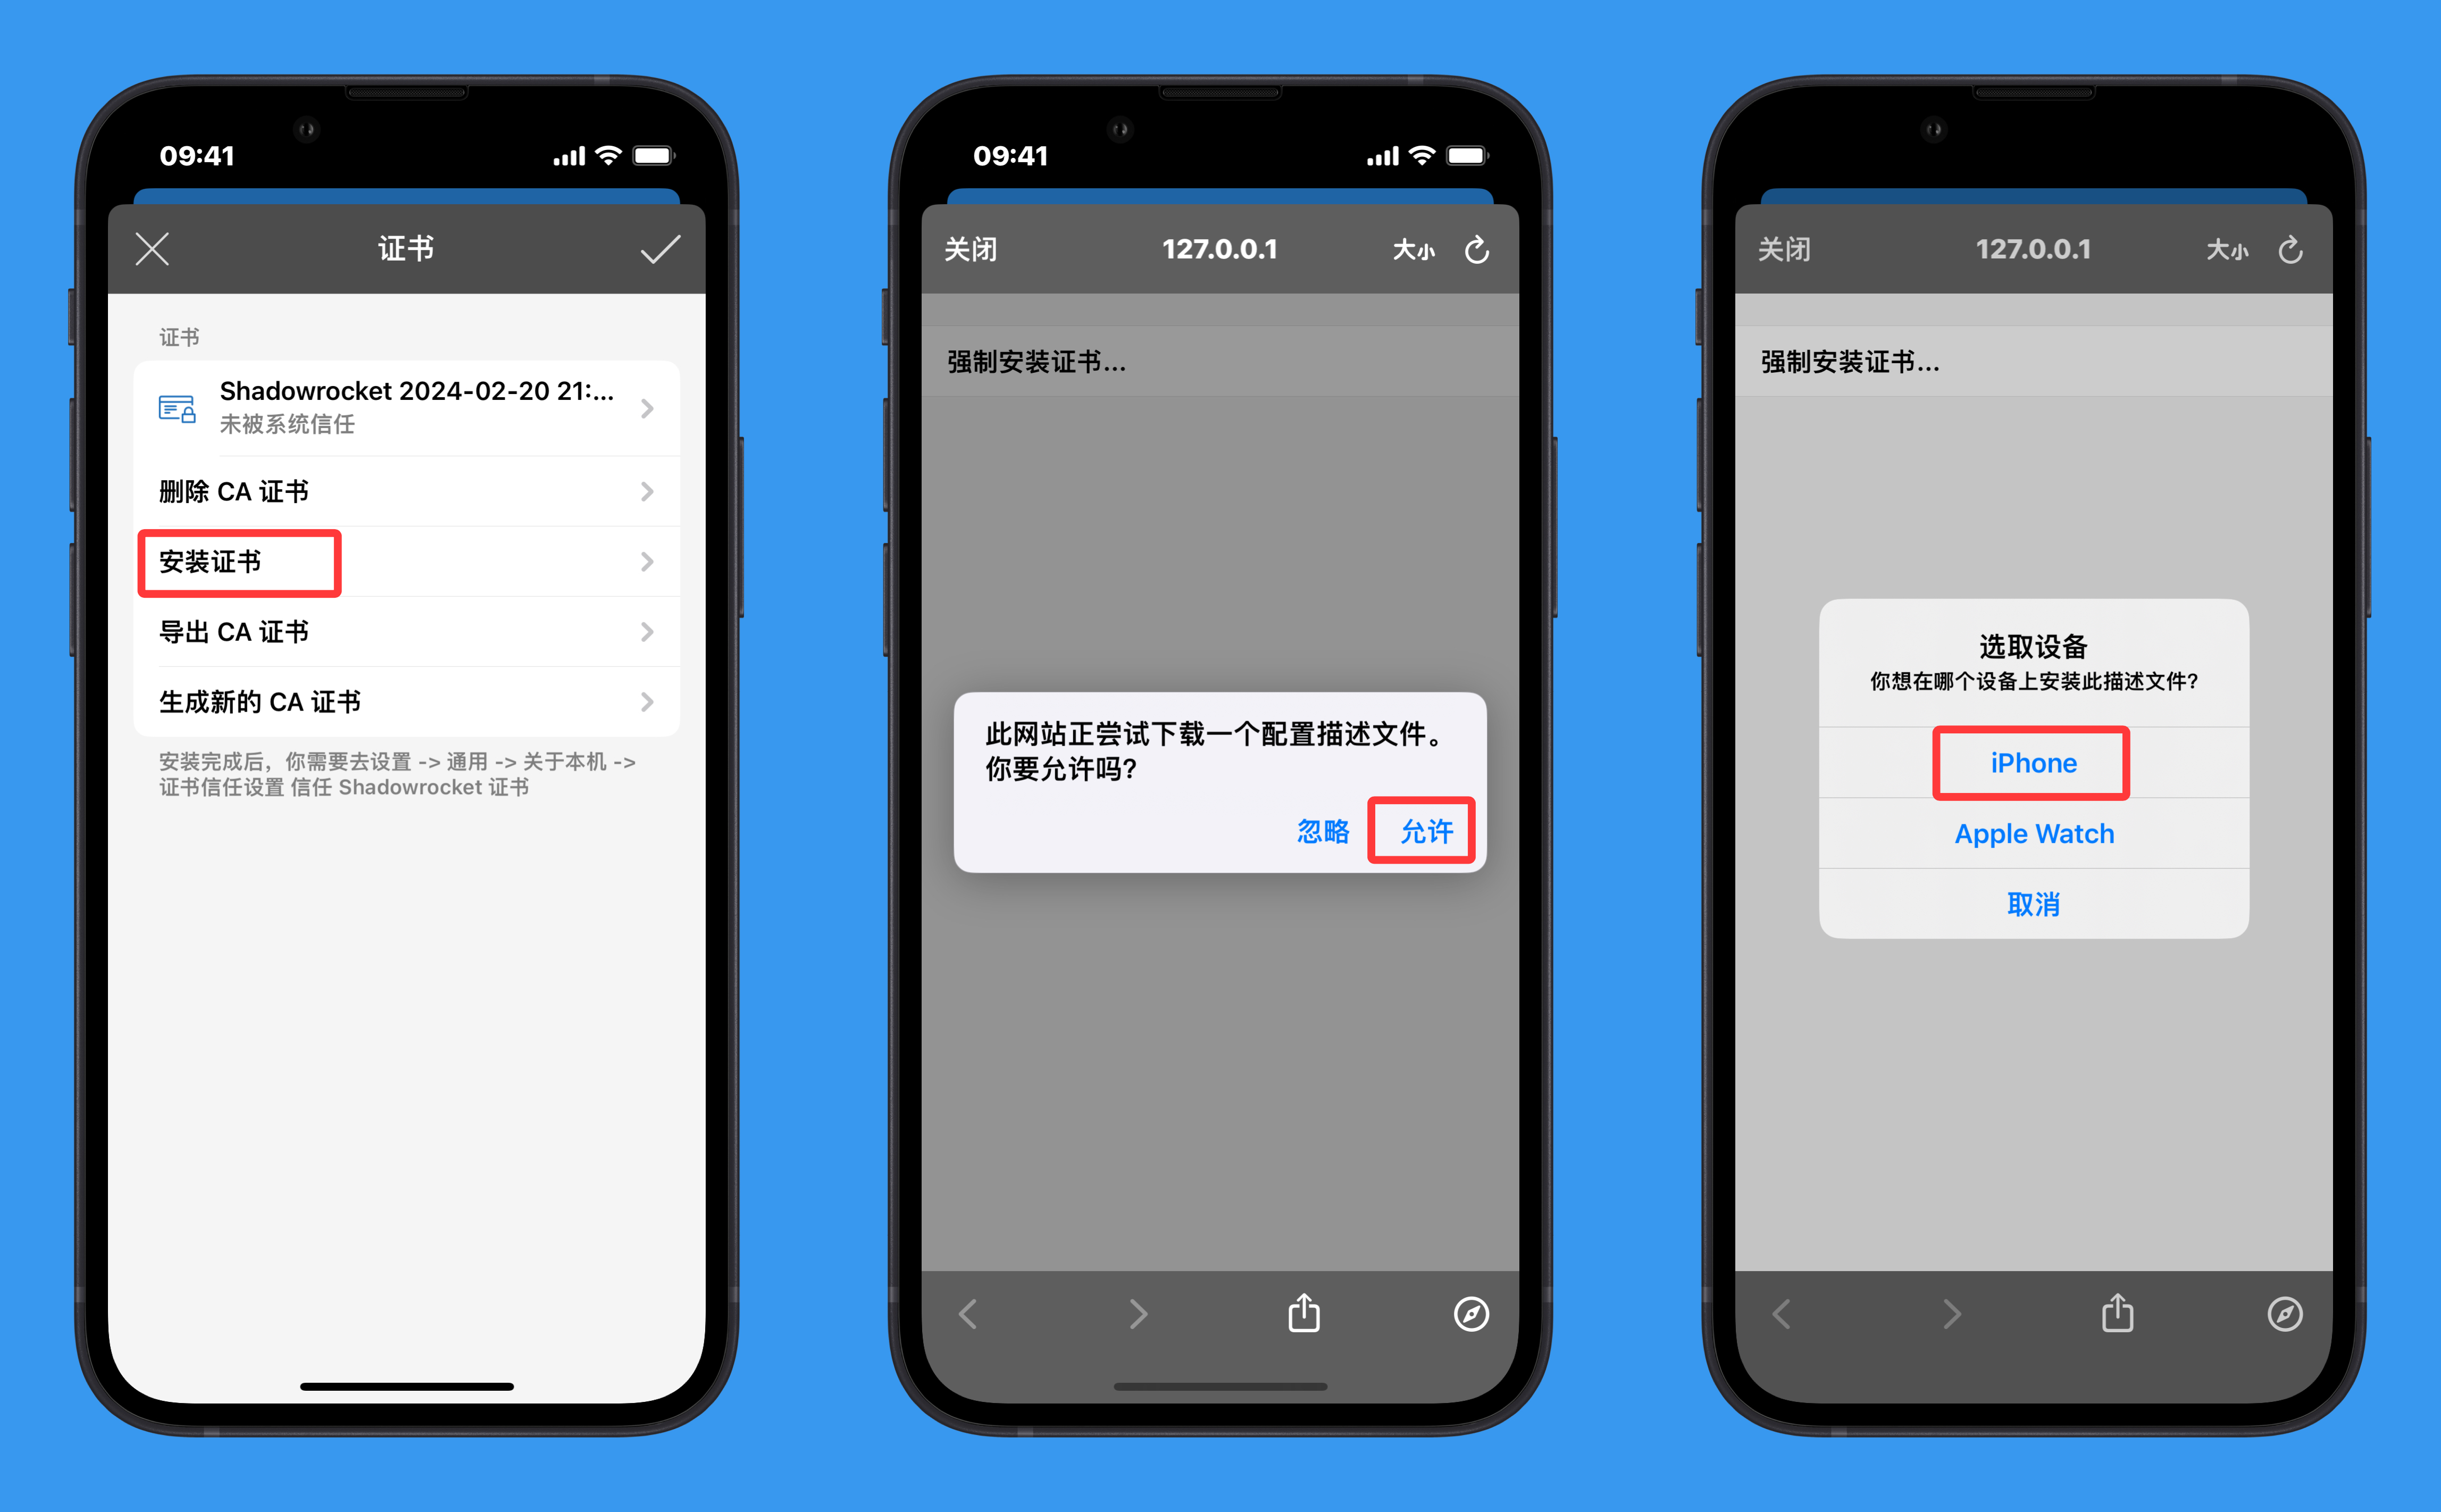 09:41
证书
证书
Shadowrocket 2024-02-20 21:...
未被系统信任
删除 CA 证书
安装证书
导出 CA 证书
生成新的 CA 证书
安装完成后，你需要去设置 -> 通用 -> 关于本机 ->
证书信任设置 信任 Shadowrocket 证书
09:41
关闭 127.0.0.1 大小
强制安装证书...
此网站正尝试下载一个配置描述文件。
你要允许吗?
忽略 允许
关闭 127.0.0.1 大小
强制安装证书...
选取设备
你想在哪个设备上安装此描述文件?
iPhone
Apple Watch
取消